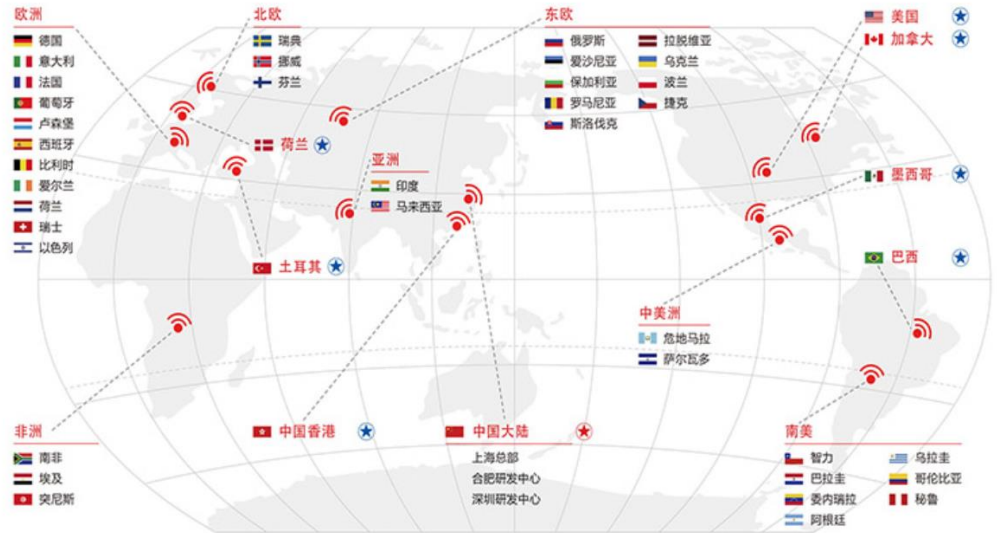 欧洲
德国
意大利
法国
葡萄牙
卢森堡
西班牙
比利时
爱尔兰
荷兰
瑞士
以色列
北欧
瑞典
挪威
芬兰
荷兰
土耳其
亚洲
印度
马来西亚
东欧
俄罗斯
爱沙尼亚
保加利亚
罗马尼亚
斯洛伐克
拉脱维亚
乌克兰
波兰
捷克
美国
加拿大
墨西哥
巴西
中美洲
危地马拉
萨尔瓦多
非洲
南非
埃及
突尼斯
中国香港
中国大陆
上海总部
合肥研发中心
深圳研发中心
南美
智力
巴拉圭
委内瑞拉
阿根廷
乌拉圭
哥伦比亚
秘鲁